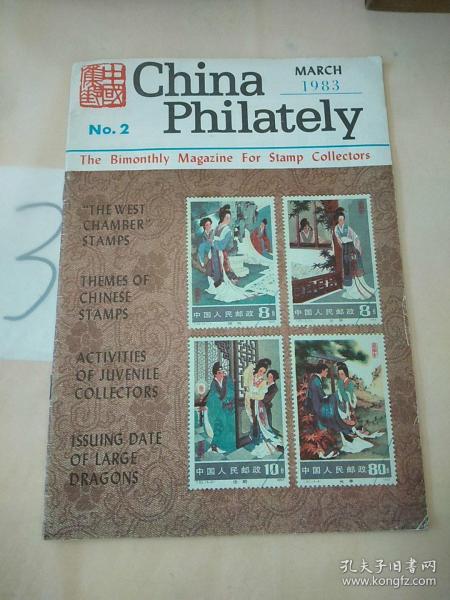 中國集郵
China
Philately
MARCH
1983
No. 2
The Bimonthly Magazine For Stamp Collectors
"THE WEST
CHAMBER"
STAMPS
THEMES OF
CHINESE
STAMPS
ACTIVITIES
OF JUVENILE
COLLECTORS
ISSUING DATE
OF LARGE
DRAGONS
中国人民邮政 8分
中国人民邮政 8分
中国人民邮政 10分
中国人民邮政 80分
3
孔夫子旧书网
www.kongfz.com